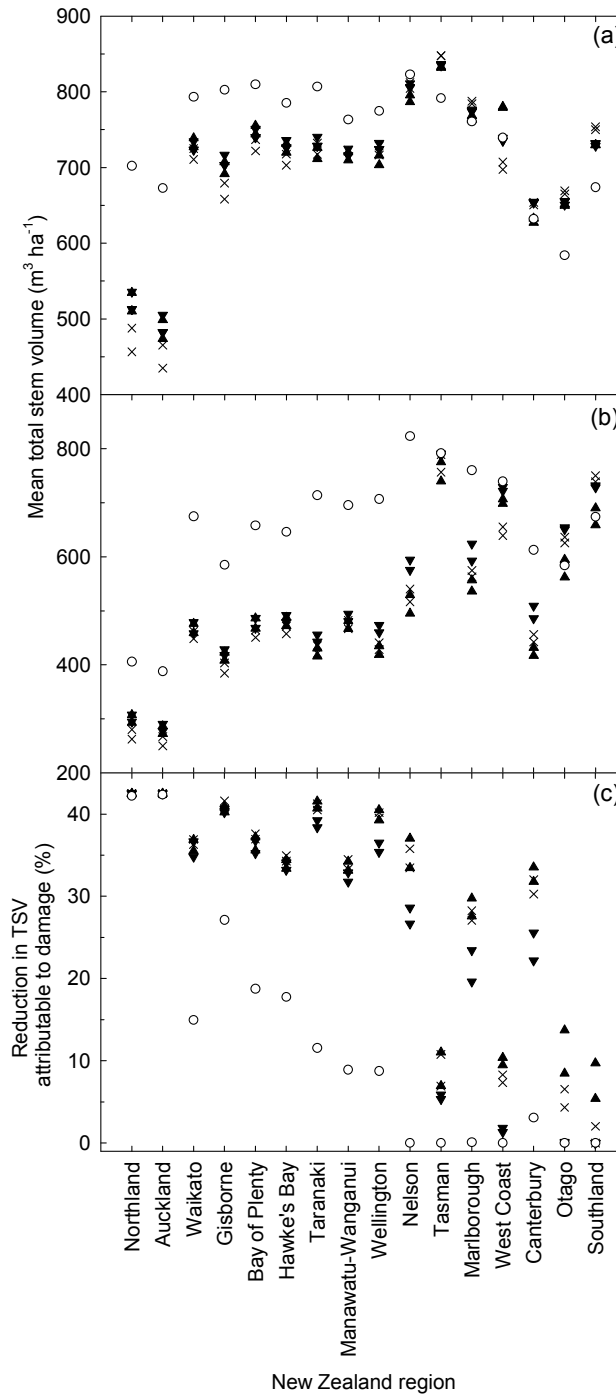 900
(a)
800
700
600
500
400
Mean total stem volume (m³ ha⁻¹)
(b)
800
600
400
200
(c)
40
30
20
10
0
Reduction in TSV
attributable to damage (%)
Northland
Auckland
Waikato
Gisborne
Bay of Plenty
Hawke's Bay
Taranaki
Manawatu-Wanganui
Wellington
Nelson
Tasman
Marlborough
West Coast
Canterbury
Otago
Southland
New Zealand region